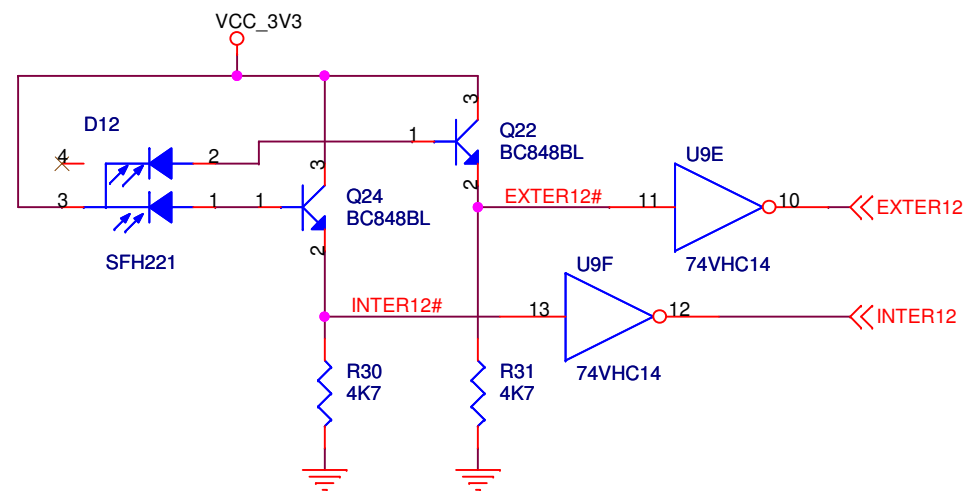 VCC_3V3
D12
4
2
3
1
SFH221
1
3
Q24
BC848BL
2
1
3
Q22
BC848BL
2
EXTER12#
11
U9E
10
74VHC14
EXTER12
INTER12#
13
U9F
12
74VHC14
INTER12
R30
4K7
R31
4K7